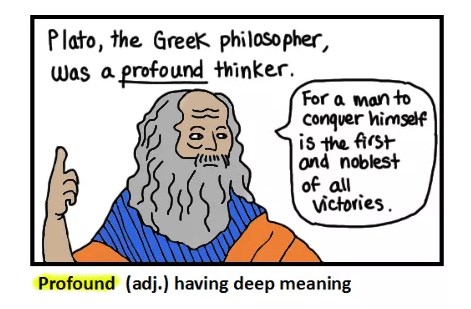 Plato, the Greek philosopher,
was a profound thinker.
For a man to
conquer himself
is the first
and noblest
of all
victories.
Profound (adj.) having deep meaning